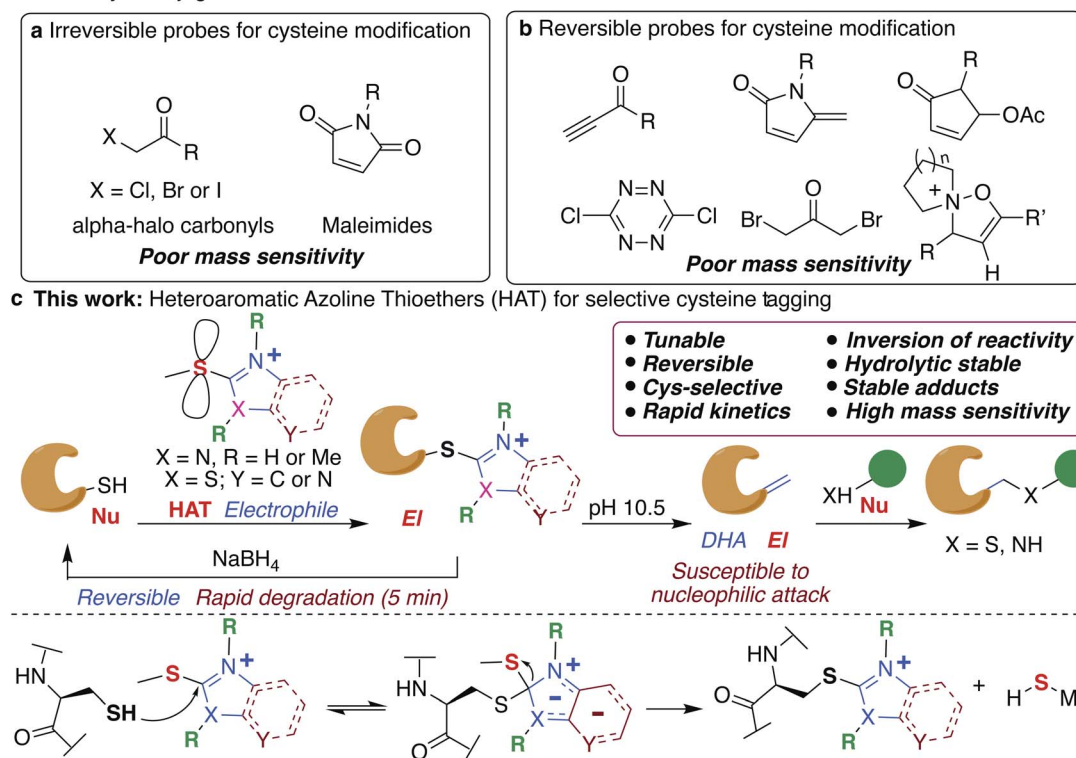 a Irreversible probes for cysteine modification
O
X
R
R
N
O
O
X = Cl, Br or I
alpha-halo carbonyls
Maleimides
Poor mass sensitivity
b Reversible probes for cysteine modification
O
R
R
O
N
O
R
OAc
N=N
Cl
Cl
N=N
O
Br
Br
n
+
N
O
R
R'
H
Poor mass sensitivity
c This work: Heteroaromatic Azoline Thioethers (HAT) for selective cysteine tagging
• Tunable
• Reversible
• Cys-selective
• Rapid kinetics
• Inversion of reactivity
• Hydrolytic stable
• Stable adducts
• High mass sensitivity
SH
Nu
R
S
N +
X
R
Y
X = N, R = H or Me
X = S; Y = C or N
HAT Electrophile
NaBH4
Reversible Rapid degradation (5 min)
R
S
N +
X
R
Y
El
pH 10.5
DHA El
Susceptible to
nucleophilic attack
XH
Nu
X
X = S, NH
HN
O
SH
R
S
N +
X
R
Y
HN
O
S
S
R
N +
–
X
–
R
Y
HN
O
S
R
N +
X
R
Y
+
H
S
M